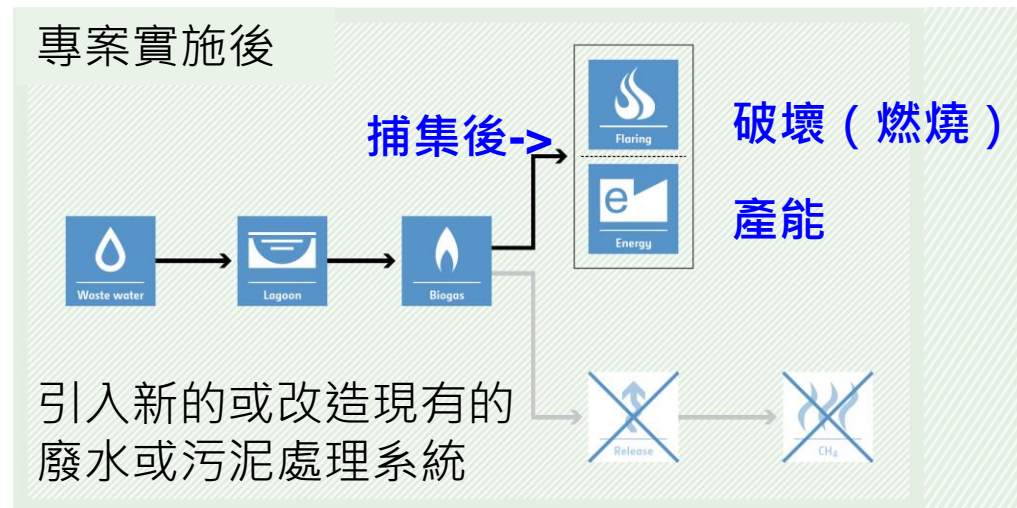 專案實施後
捕集後->
Flaring
破壞（燃燒）
Energy
產能
Waste water
Lagoon
Biogas
引入新的或改造現有的
廢水或污泥處理系統
Release
CH₄